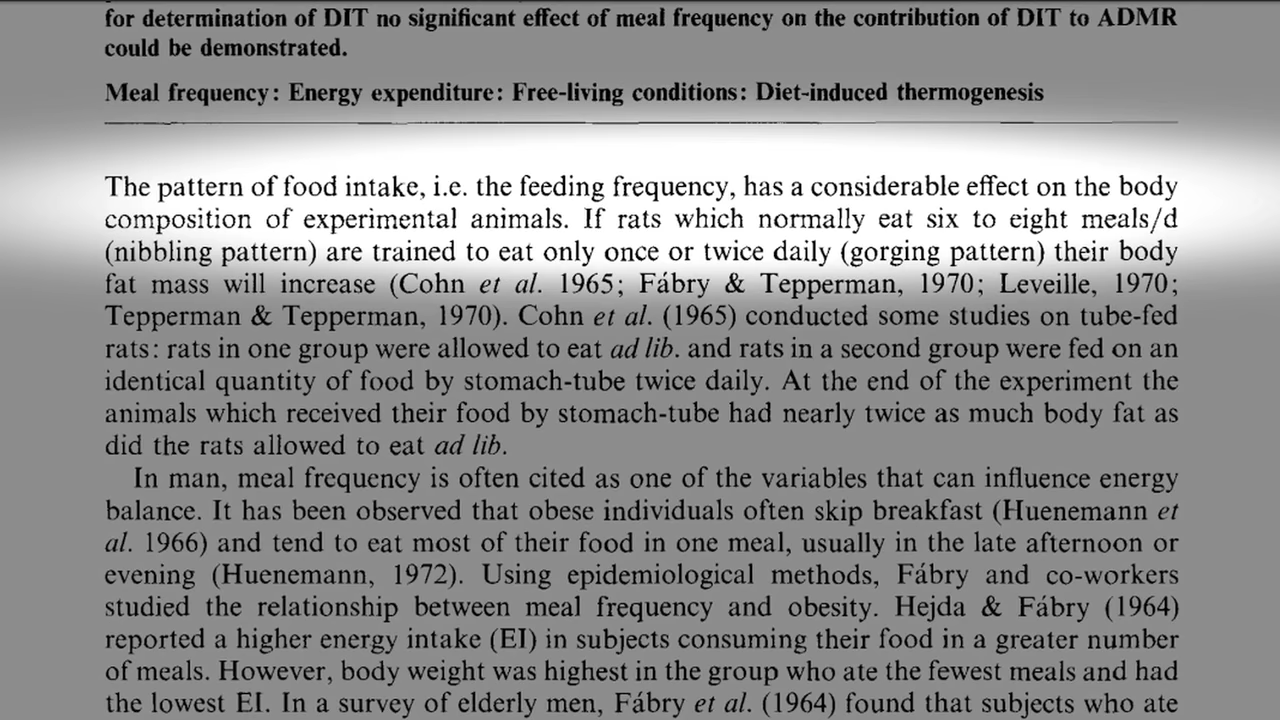 for determination of DIT no significant effect of meal frequency on the contribution of DIT to ADMR
could be demonstrated.
Meal frequency: Energy expenditure: Free-living conditions: Diet-induced thermogenesis
The pattern of food intake, i.e. the feeding frequency, has a considerable effect on the body
composition of experimental animals. If rats which normally eat six to eight meals/d
(nibbling pattern) are trained to eat only once or twice daily (gorging pattern) their body
fat mass will increase (Cohn et al. 1965; Fábry & Tepperman, 1970; Leveille, 1970;
Tepperman & Tepperman, 1970). Cohn et al. (1965) conducted some studies on tube-fed
rats: rats in one group were allowed to eat ad lib. and rats in a second group were fed on an
identical quantity of food by stomach-tube twice daily. At the end of the experiment the
animals which received their food by stomach-tube had nearly twice as much body fat as
did the rats allowed to eat ad lib.
In man, meal frequency is often cited as one of the variables that can influence energy
balance. It has been observed that obese individuals often skip breakfast (Huenemann et
al. 1966) and tend to eat most of their food in one meal, usually in the late afternoon or
evening (Huenemann, 1972). Using epidemiological methods, Fábry and co-workers
studied the relationship between meal frequency and obesity. Hejda & Fábry (1964)
reported a higher energy intake (EI) in subjects consuming their food in a greater number
of meals. However, body weight was highest in the group who ate the fewest meals and had
the lowest EI. In a survey of elderly men, Fábry et al. (1964) found that subjects who ate